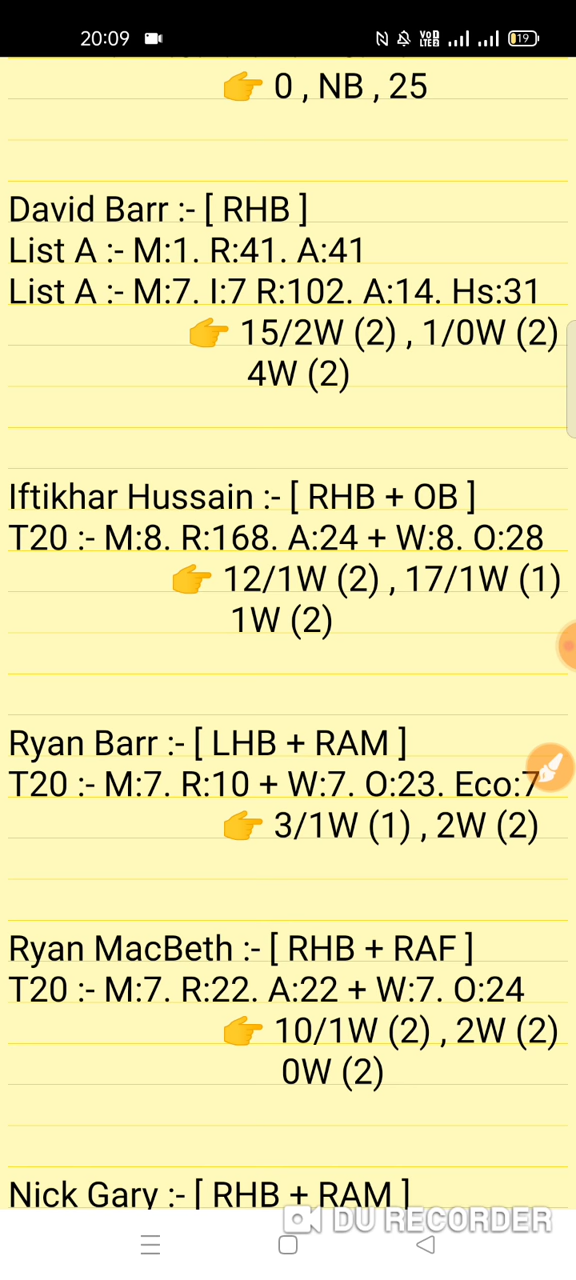 20:09 VoD LTE2 19
👉 0 , NB , 25
David Barr :- [ RHB ]
List A :- M:1. R:41. A:41
List A :- M:7. I:7 R:102. A:14. Hs:31
👉 15/2W (2) , 1/0W (2)
4W (2)
Iftikhar Hussain :- [ RHB + OB ]
T20 :- M:8. R:168. A:24 + W:8. O:28
👉 12/1W (2) , 17/1W (1)
1W (2)
Ryan Barr :- [ LHB + RAM ]
T20 :- M:7. R:10 + W:7. O:23. Eco:7
👉 3/1W (1) , 2W (2)
Ryan MacBeth :- [ RHB + RAF ]
T20 :- M:7. R:22. A:22 + W:7. O:24
👉 10/1W (2) , 2W (2)
0W (2)
Nick Gary :- [ RHB + RAM ]
DU RECORDER